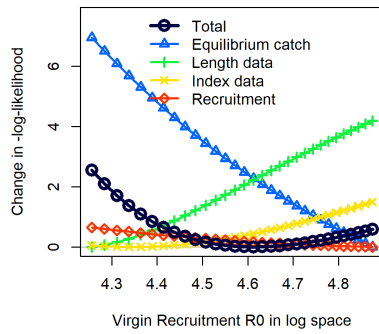 Total
Equilibrium catch
Length data
Index data
Recruitment
Change in -log-likelihood
6
4
2
0
4.3 4.4 4.5 4.6 4.7 4.8
Virgin Recruitment R0 in log space